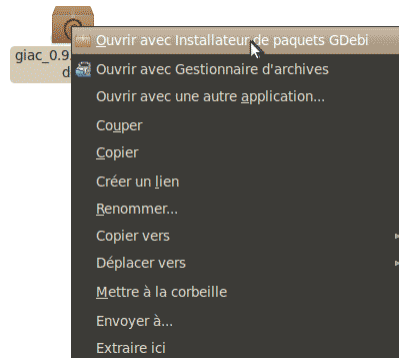 giac_0.9.
d
Ouvrir avec Installateur de paquets GDebi
Ouvrir avec Gestionnaire d'archives
Ouvrir avec une autre application...
Couper
Copier
Créer un lien
Renommer...
Copier vers
Déplacer vers
Mettre à la corbeille
Envoyer à...
Extraire ici